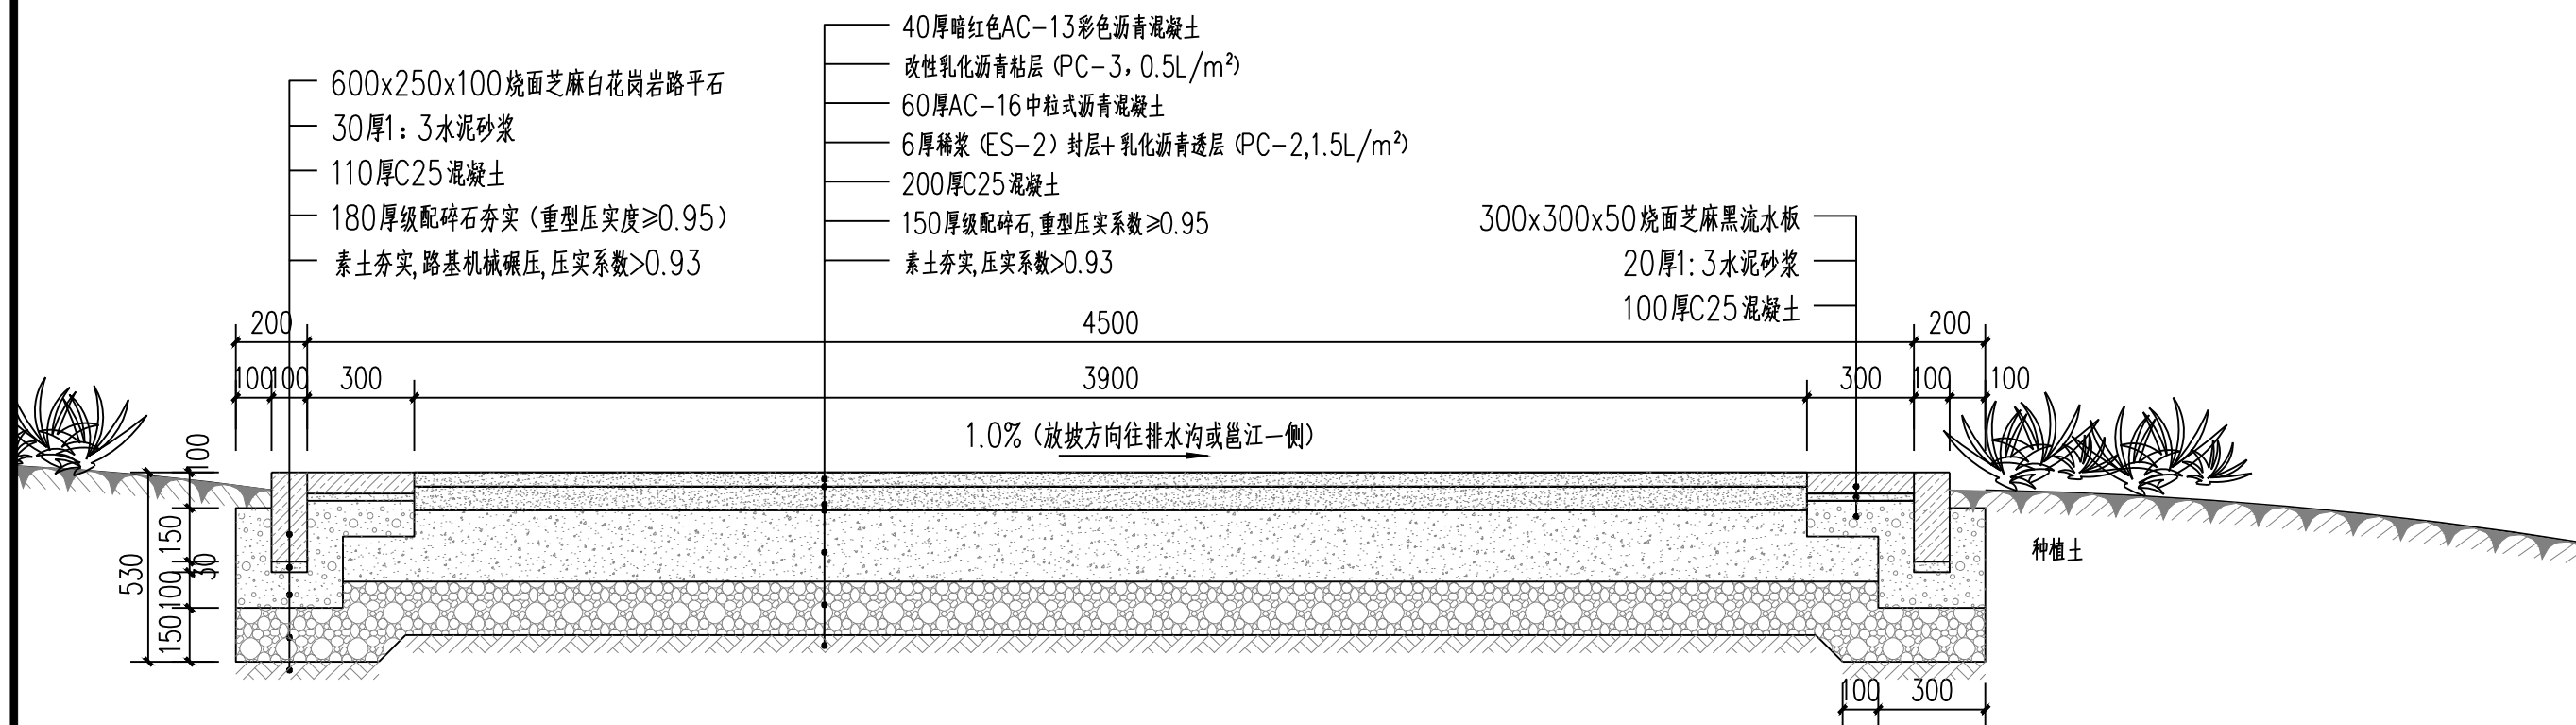 600x250x100烧面芝麻白花岗岩路平石
30厚1：3水泥砂浆
110厚C25混凝土
180厚级配碎石夯实（重型压实度≥0.95）
素土夯实,路基机械碾压,压实系数>0.93
40厚暗红色AC-13彩色沥青混凝土
改性乳化沥青粘层（PC-3，0.5L/m²）
60厚AC-16中粒式沥青混凝土
6厚稀浆（ES-2）封层+乳化沥青透层（PC-2,1.5L/m²）
200厚C25混凝土
150厚级配碎石,重型压实系数≥0.95
素土夯实,压实系数>0.93
300x300x50烧面芝麻黑流水板
20厚1:3水泥砂浆
100厚C25混凝土
200 4500 200
100 100 300 3900 300 100 100
1.0%（放坡方向往排水沟或邕江一侧）
100
150
30
100
150
530
种植土
100 300